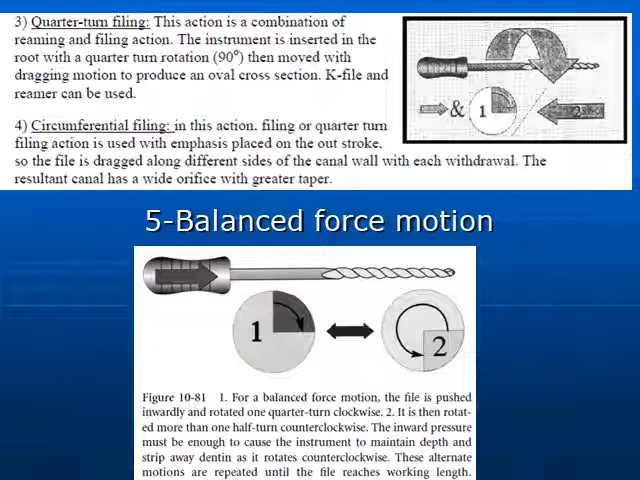 3) Quarter-turn filing: This action is a combination of
reaming and filing action. The instrument is inserted in the
root with a quarter turn rotation (90°) then moved with
dragging motion to produce an oval cross section. K-file and
reamer can be used.
& 1 2
4) Circumferential filing: in this action, filing or quarter turn
filing action is used with emphasis placed on the out stroke,
so the file is dragged along different sides of the canal wall with each withdrawal. The
resultant canal has a wide orifice with greater taper.
5-Balanced force motion
1 2
Figure 10-81 1. For a balanced force motion, the file is pushed
inwardly and rotated one quarter-turn clockwise. 2. It is then rotat-
ed more than one half-turn counterclockwise. The inward pressure
must be enough to cause the instrument to maintain depth and
strip away dentin as it rotates counterclockwise. These alternate
motions are repeated until the file reaches working length.